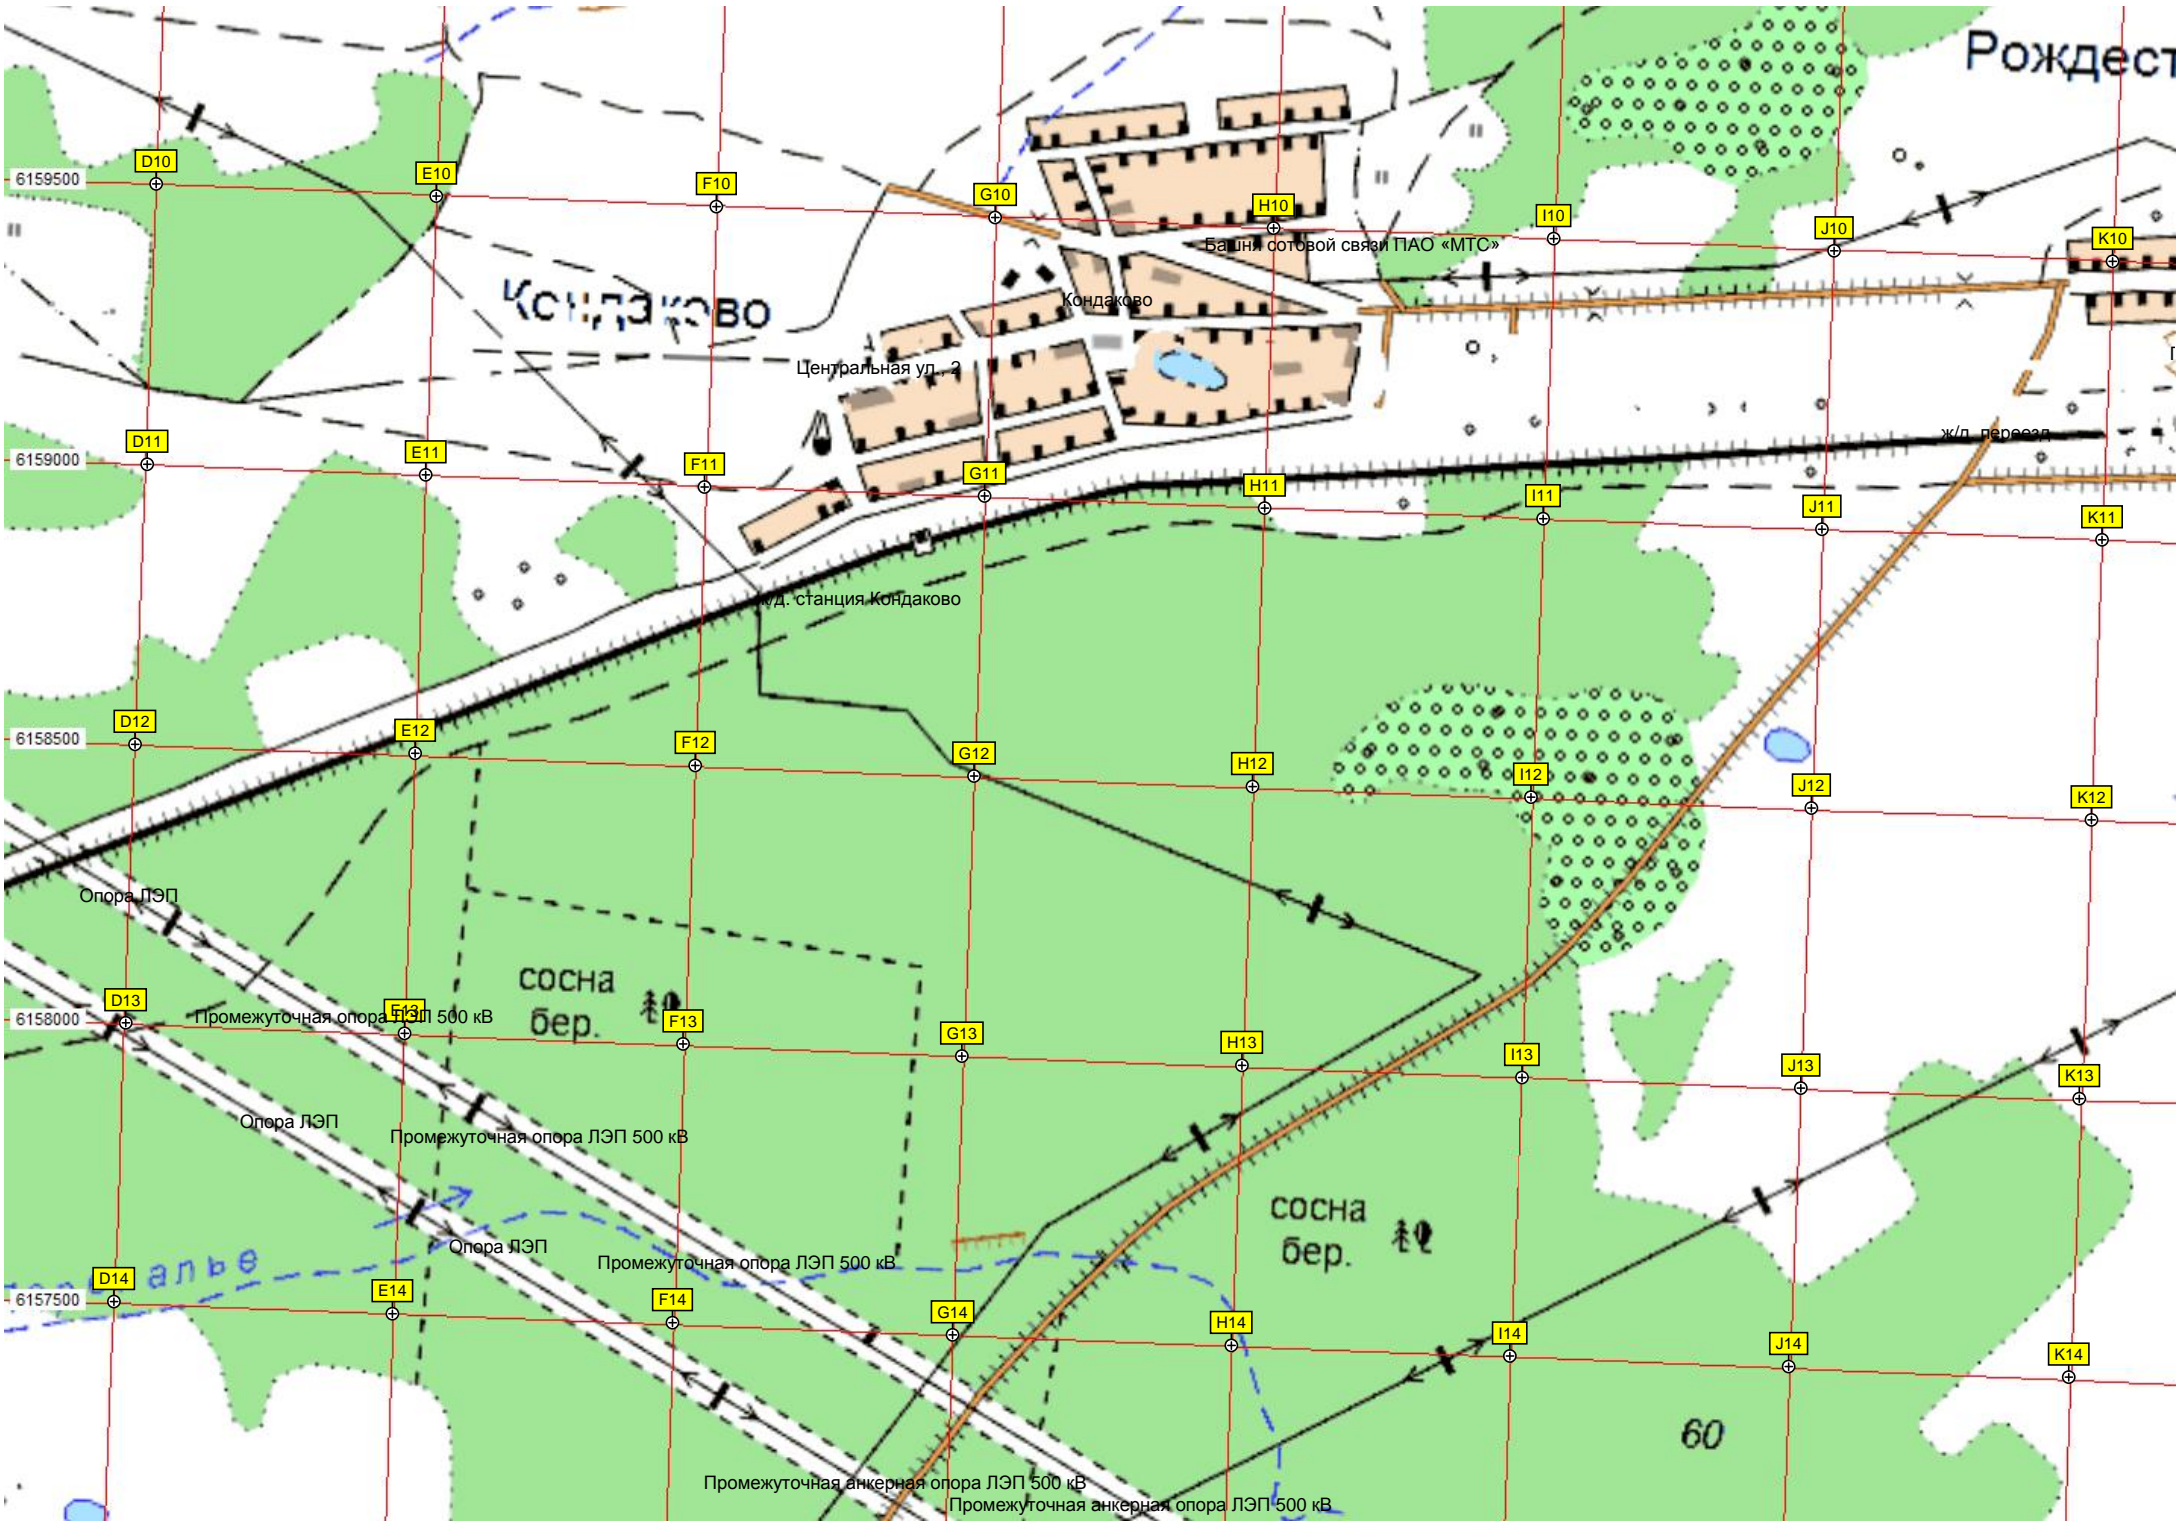 Рождест
D10
E10
F10
G10
H10
I10
J10
K10
6159500
Башня сотовой связи ПАО «МТС»
Кондаково
Кондаково
Центральная ул., 2
ж/д. переезд
D11
E11
F11
G11
H11
I11
J11
K11
6159000
ж/д. станция Кондаково
D12
E12
F12
G12
H12
I12
J12
K12
6158500
Опора ЛЭП
сосна
бер.
D13
E13
F13
G13
H13
I13
J13
K13
6158000
Промежуточная опора ЛЭП 500 кВ
Опора ЛЭП
Промежуточная опора ЛЭП 500 кВ
сосна
бер.
Опора ЛЭП
Промежуточная опора ЛЭП 500 кВ
алье
D14
E14
F14
G14
H14
I14
J14
K14
6157500
60
Промежуточная анкерная опора ЛЭП 500 кВ
Промежуточная анкерная опора ЛЭП 500 кВ